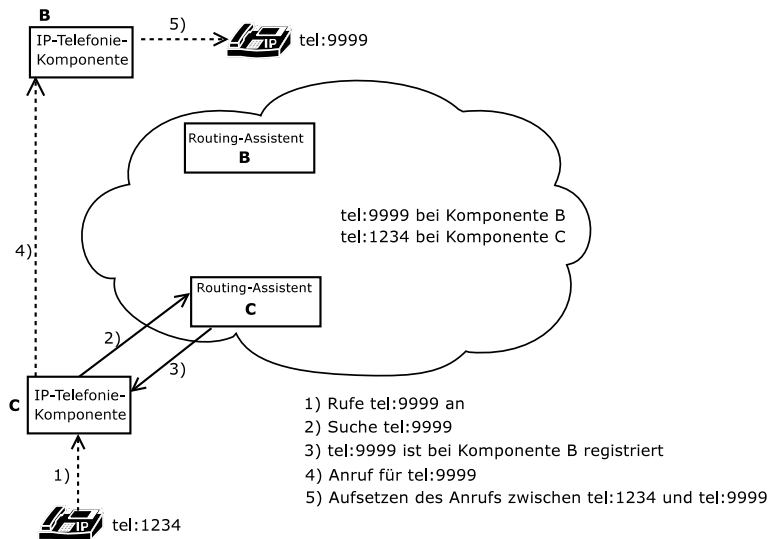 B
IP-Telefonie-
Komponente
5)
IP
tel:9999
Routing-Assistent
B
tel:9999 bei Komponente B
tel:1234 bei Komponente C
4)
Routing-Assistent
C
2)
3)
C
IP-Telefonie-
Komponente
1) Rufe tel:9999 an
2) Suche tel:9999
3) tel:9999 ist bei Komponente B registriert
4) Anruf für tel:9999
5) Aufsetzen des Anrufs zwischen tel:1234 und tel:9999
1)
IP
tel:1234